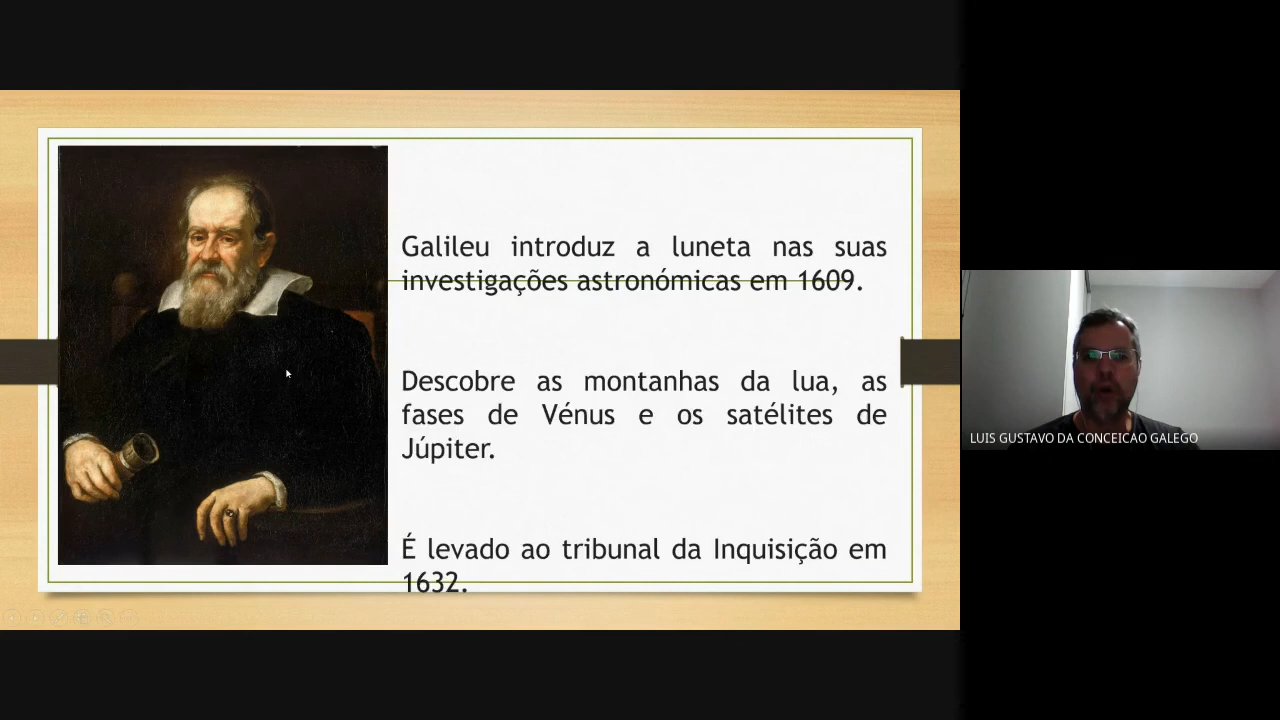 Galileu introduz a luneta nas suas
investigações astronómicas em 1609.
Descobre as montanhas da lua, as
fases de Vénus e os satélites de
Júpiter.
É levado ao tribunal da Inquisição em
1632.
LUIS GUSTAVO DA CONCEICAO GALEGO